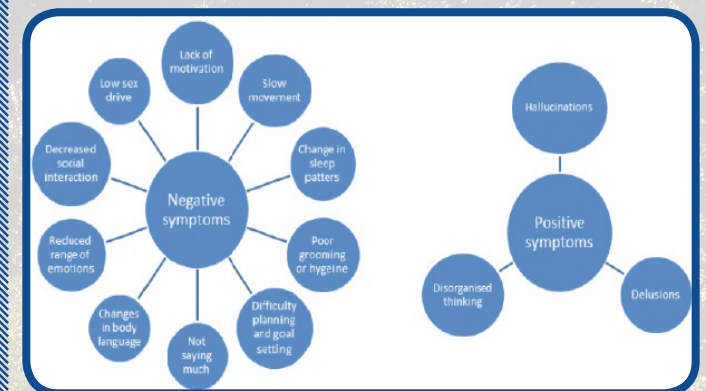 Lack of
motivation
Slow
movement
Change in
sleep
patters
Poor
grooming
or hygeine
Difficulty
planning
and goal
setting
Not
saying
much
Changes
in body
language
Reduced
range of
emotions
Decreased
social
interaction
Low sex
drive
Negative
symptoms
Hallucinations
Positive
symptoms
Disorganised
thinking
Delusions